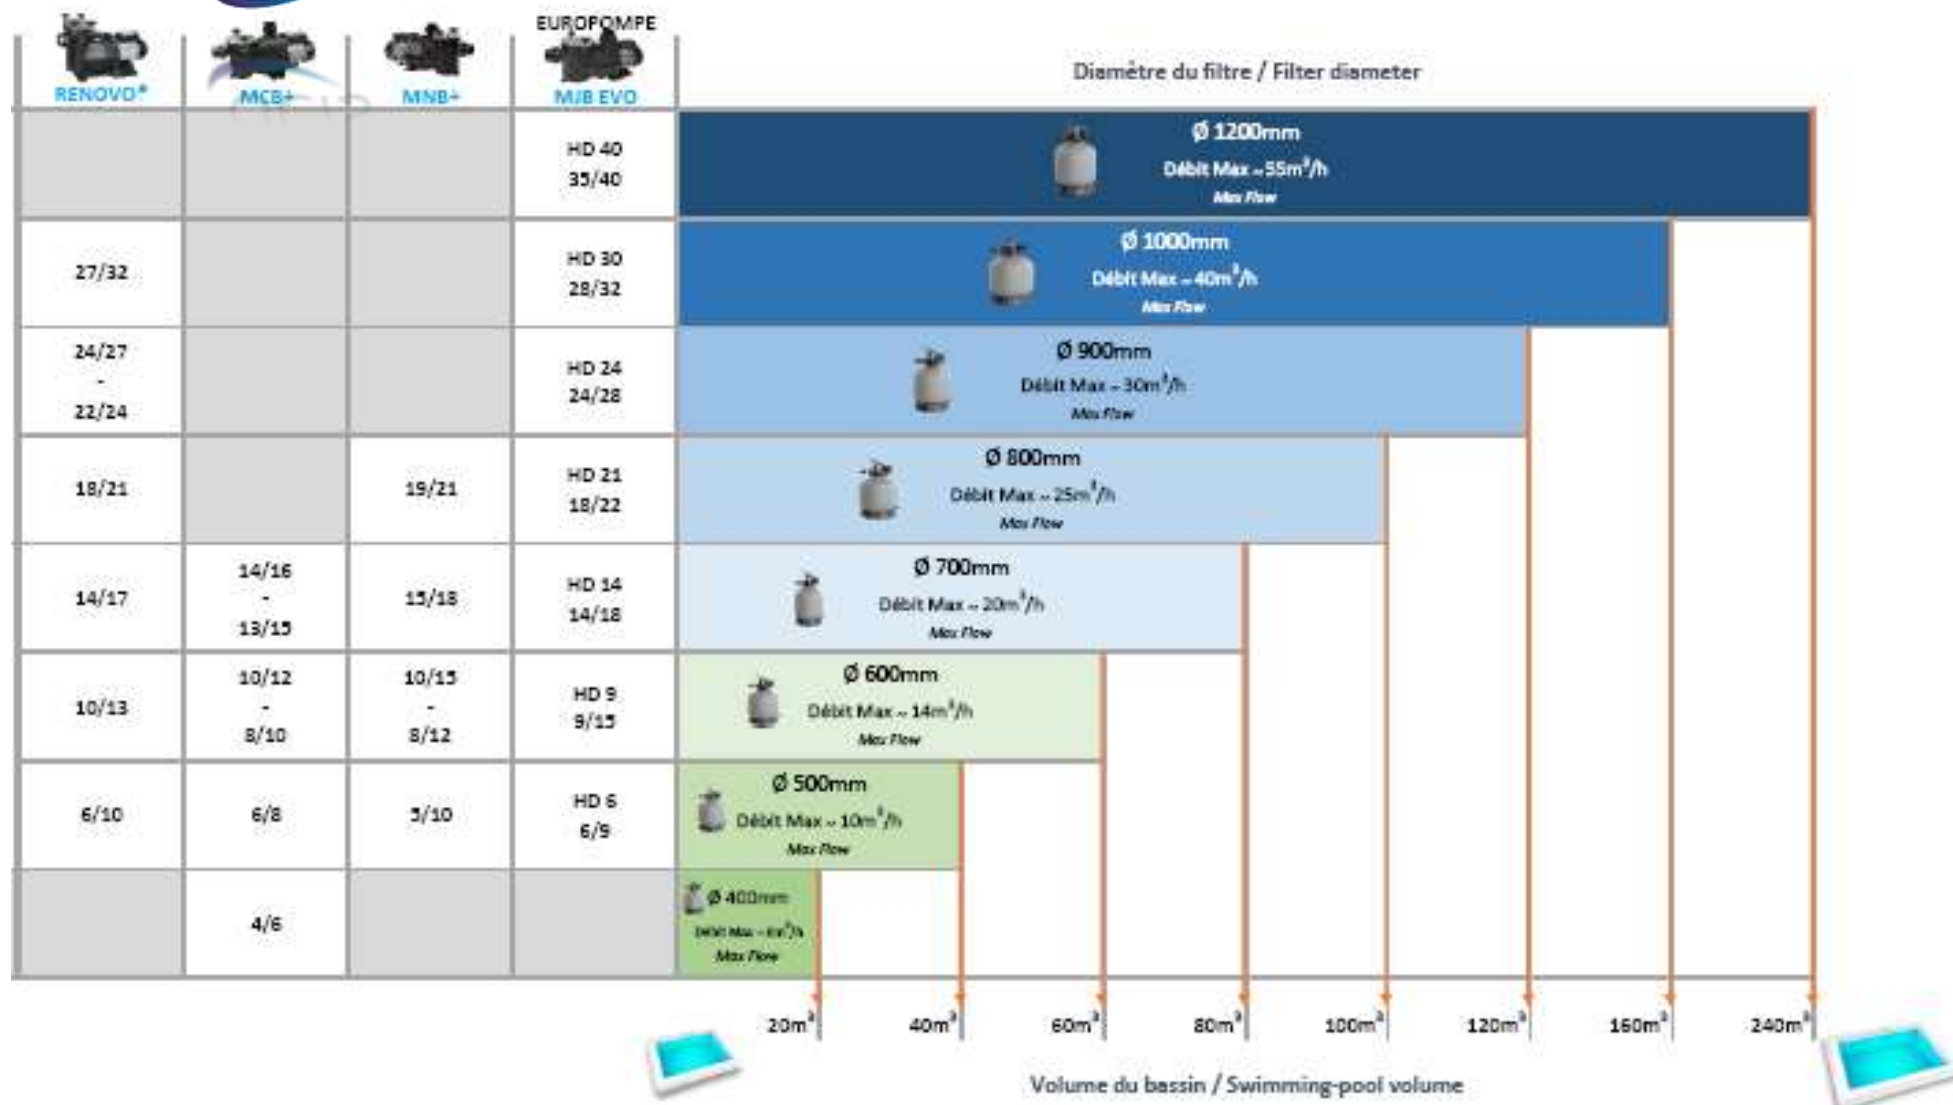 EUROPOMPE
RENOVO®
MCB+
MNB+
MJB EVO
Diamètre du filtre / Filter diameter
HD 40
35/40
Ø 1200mm
Débit Max ~ 55m³/h
Max Flow
27/32
HD 30
28/32
Ø 1000mm
Débit Max ~ 40m³/h
Max Flow
24/27
-
22/24
HD 24
24/28
Ø 900mm
Débit Max ~ 30m³/h
Max Flow
18/21
19/21
HD 21
18/22
Ø 800mm
Débit Max ~ 25m³/h
Max Flow
14/17
14/16
-
13/15
15/18
HD 14
14/18
Ø 700mm
Débit Max ~ 20m³/h
Max Flow
10/13
10/12
-
8/10
10/15
-
8/12
HD 9
9/15
Ø 600mm
Débit Max ~ 14m³/h
Max Flow
6/10
6/8
5/10
HD 6
6/9
Ø 500mm
Débit Max ~ 10m³/h
Max Flow
4/6
Ø 400mm
Débit Max ~
Max Flow
20m³
40m³
60m³
80m³
100m³
120m³
160m³
240m³
Volume du bassin / Swimming-pool volume